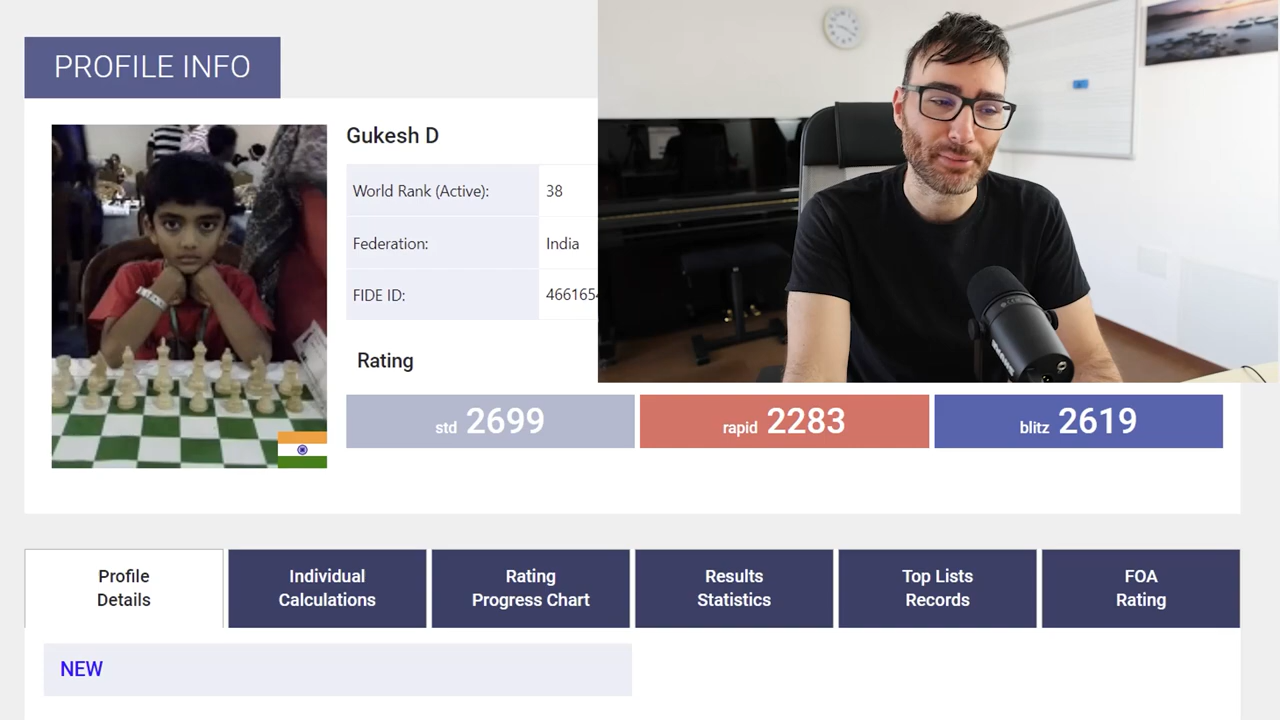 PROFILE INFO
Gukesh D
World Rank (Active): 38
Federation: India
FIDE ID: 466165
Rating
std 2699 rapid 2283 blitz 2619
Profile Details
Individual Calculations
Rating Progress Chart
Results Statistics
Top Lists Records
FOA Rating
NEW